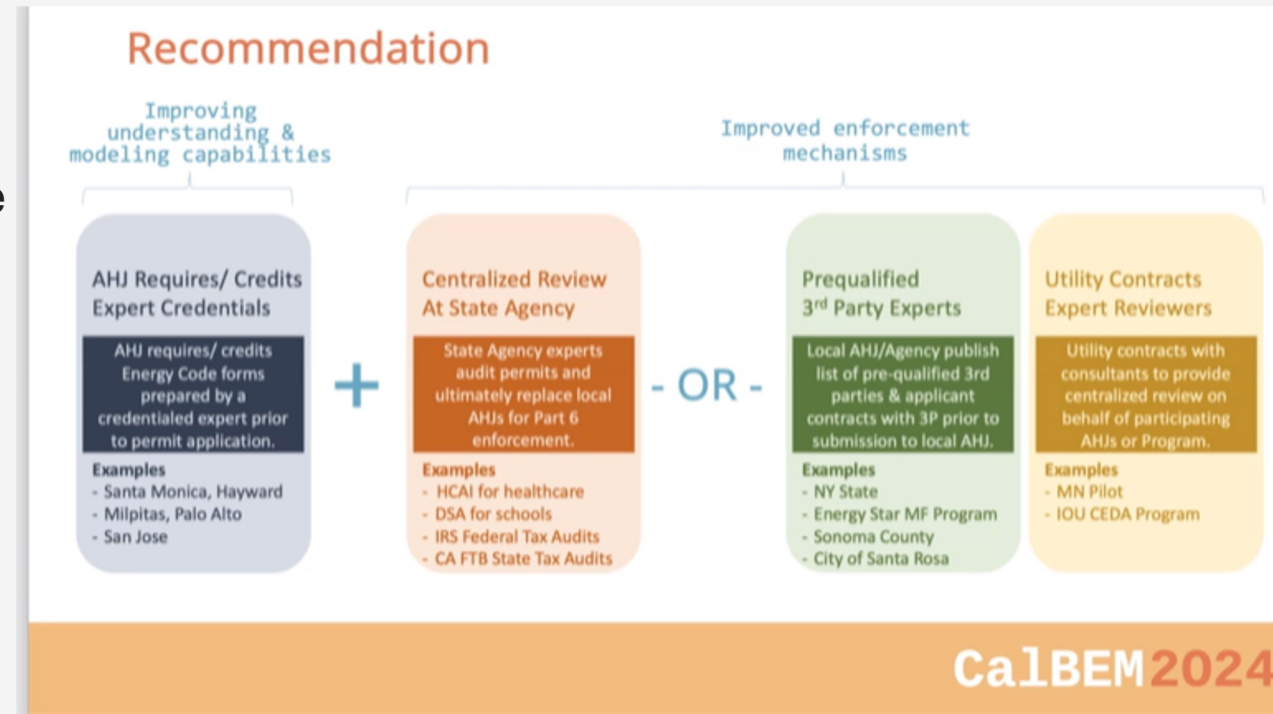 Recommendation
Improving
understanding &
modeling capabilities
Improved enforcement
mechanisms
AHJ Requires/ Credits
Expert Credentials
AHJ requires/ credits
Energy Code forms
prepared by a
credentialed expert prior
to permit application.
Examples
- Santa Monica, Hayward
- Milpitas, Palo Alto
- San Jose
+
Centralized Review
At State Agency
State Agency experts
audit permits and
ultimately replace local
AHJs for Part 6
enforcement.
Examples
- HCAI for healthcare
- DSA for schools
- IRS Federal Tax Audits
- CA FTB State Tax Audits
- OR -
Prequalified
3rd Party Experts
Local AHJ/Agency publish
list of pre-qualified 3rd
parties & applicant
contracts with 3P prior to
submission to local AHJ.
Examples
- NY State
- Energy Star MF Program
- Sonoma County
- City of Santa Rosa
Utility Contracts
Expert Reviewers
Utility contracts with
consultants to provide
centralized review on
behalf of participating
AHJs or Program.
Examples
- MN Pilot
- IOU CEDA Program
CalBEM2024